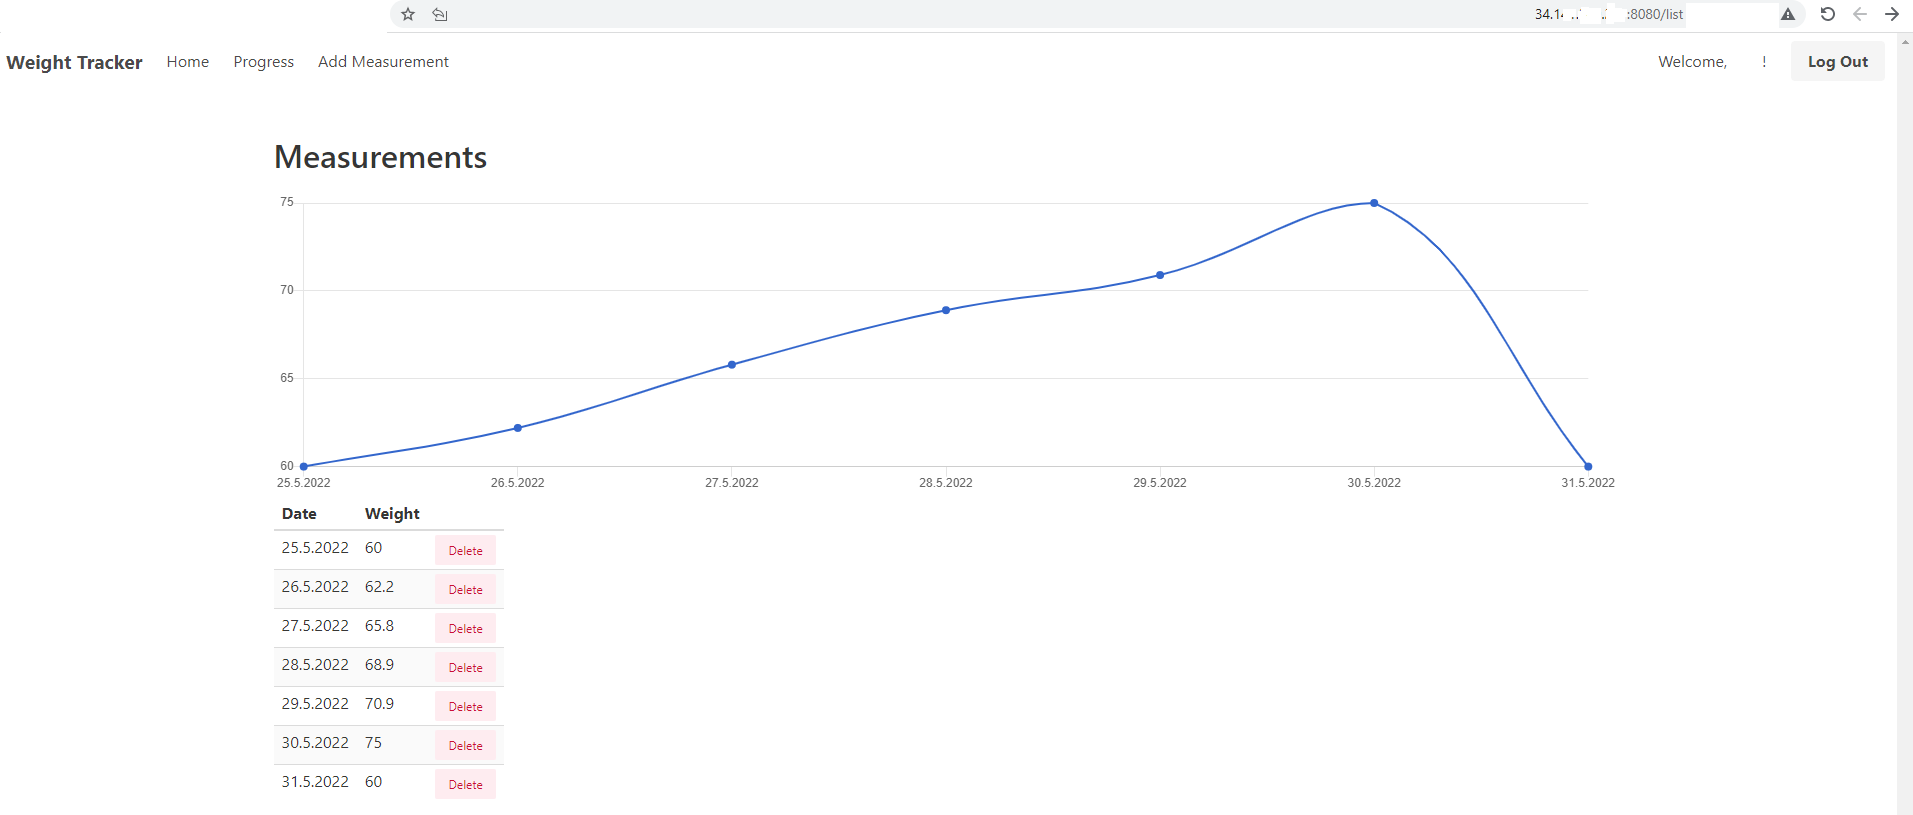 :8080/list
Weight Tracker Home Progress Add Measurement Welcome, ! Log Out
Measurements
75
70
65
60
25.5.2022 26.5.2022 27.5.2022 28.5.2022 29.5.2022 30.5.2022 31.5.2022
Date Weight
25.5.2022 60 Delete
26.5.2022 62.2 Delete
27.5.2022 65.8 Delete
28.5.2022 68.9 Delete
29.5.2022 70.9 Delete
30.5.2022 75 Delete
31.5.2022 60 Delete